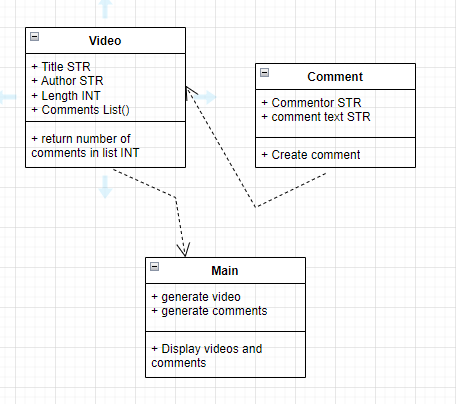 Video
+ Title STR
+ Author STR
+ Length INT
+ Comments List()
+ return number of
comments in list INT
Comment
+ Commentor STR
+ comment text STR
+ Create comment
Main
+ generate video
+ generate comments
+ Display videos and
comments